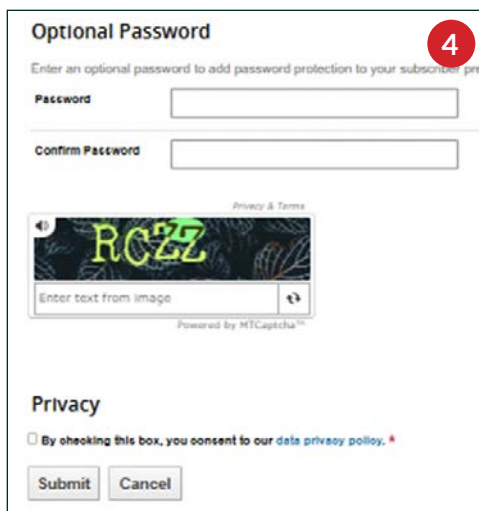 Optional Password
4
Enter an optional password to add password protection to your subscriber pre
Password
Confirm Password
Privacy & Terms
RCZZ
Enter text from image
Powered by MTCaptcha™
Privacy
By checking this box, you consent to our data privacy policy. *
Submit Cancel